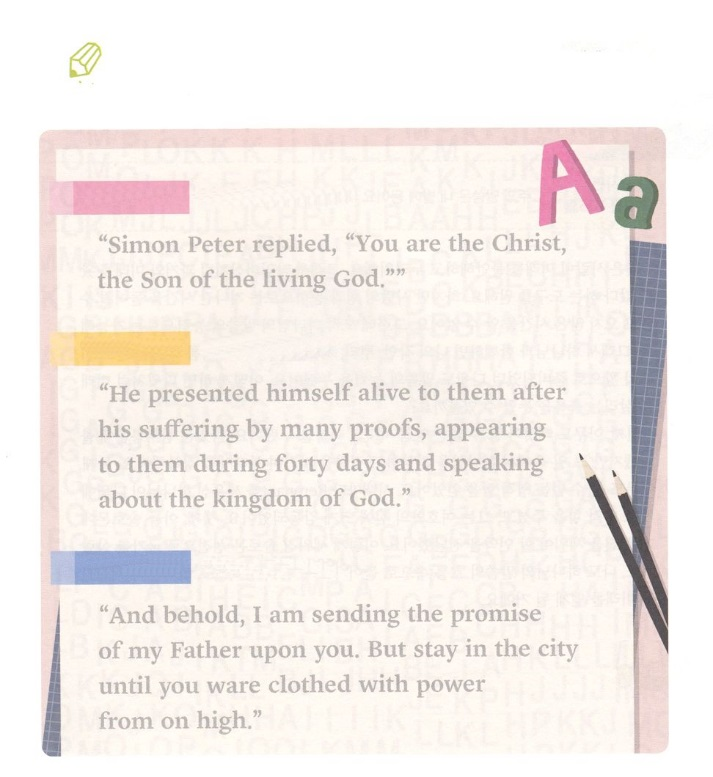 A a
“Simon Peter replied, “You are the Christ,
the Son of the living God.””
“He presented himself alive to them after
his suffering by many proofs, appearing
to them during forty days and speaking
about the kingdom of God.”
“And behold, I am sending the promise
of my Father upon you. But stay in the city
until you ware clothed with power
from on high.”